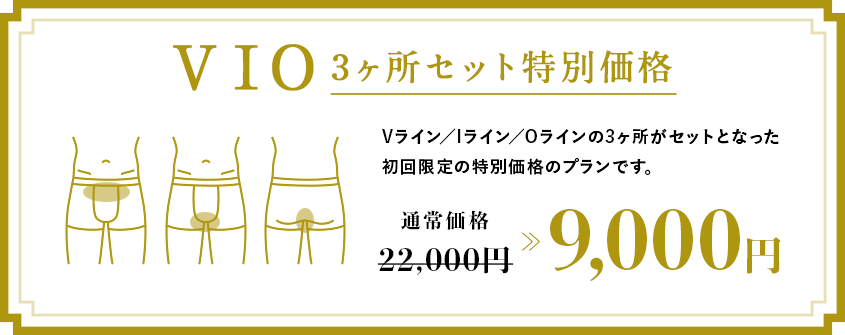 VIO 3ヶ所セット特別価格
Vライン／Iライン／Oラインの3ヶ所がセットとなった
初回限定の特別価格のプランです。
通常価格
22,000円 》 9,000円